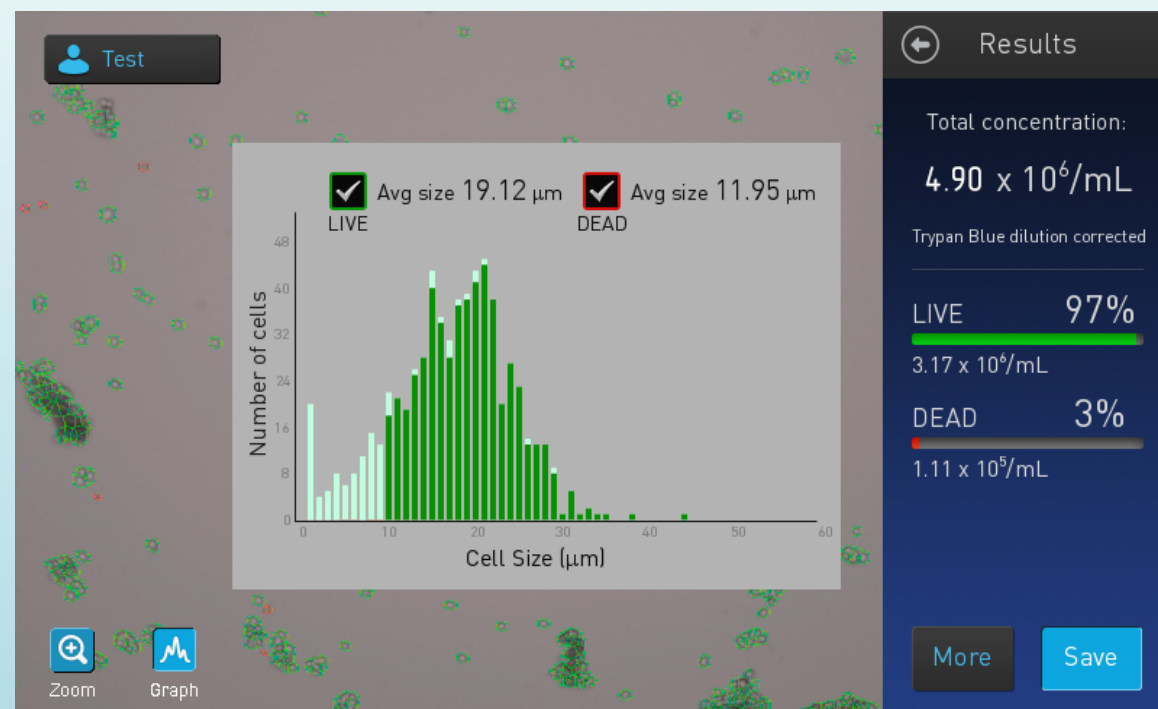 Test
Results
Total concentration:
4.90 x 10⁶/mL
Trypan Blue dilution corrected
LIVE 97%
3.17 x 10⁶/mL
DEAD 3%
1.11 x 10⁵/mL
More Save
Avg size 19.12 μm Avg size 11.95 μm
LIVE DEAD
Number of cells
48
40
32
24
16
8
0
0 10 20 30 40 50 60
Cell Size (μm)
Zoom Graph